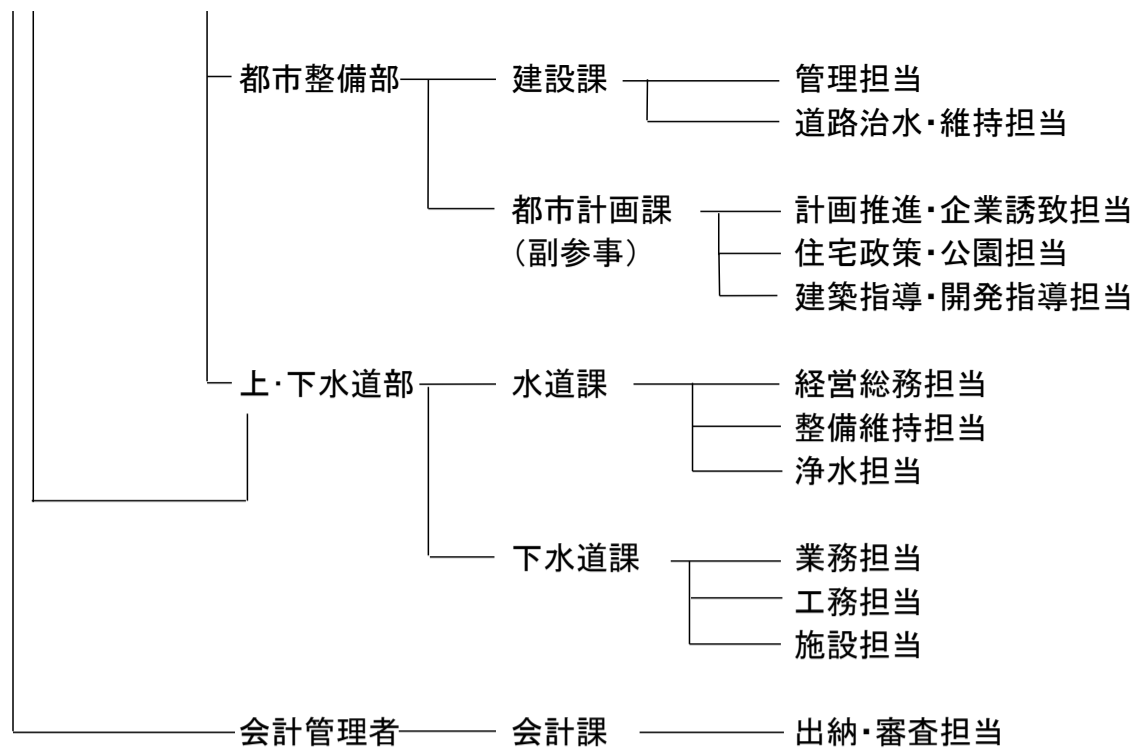 都市整備部 建設課 管理担当
道路治水・維持担当
都市計画課 計画推進・企業誘致担当
（副参事） 住宅政策・公園担当
建築指導・開発指導担当
上・下水道部 水道課 経営総務担当
整備維持担当
浄水担当
下水道課 業務担当
工務担当
施設担当
会計管理者 会計課 出納・審査担当